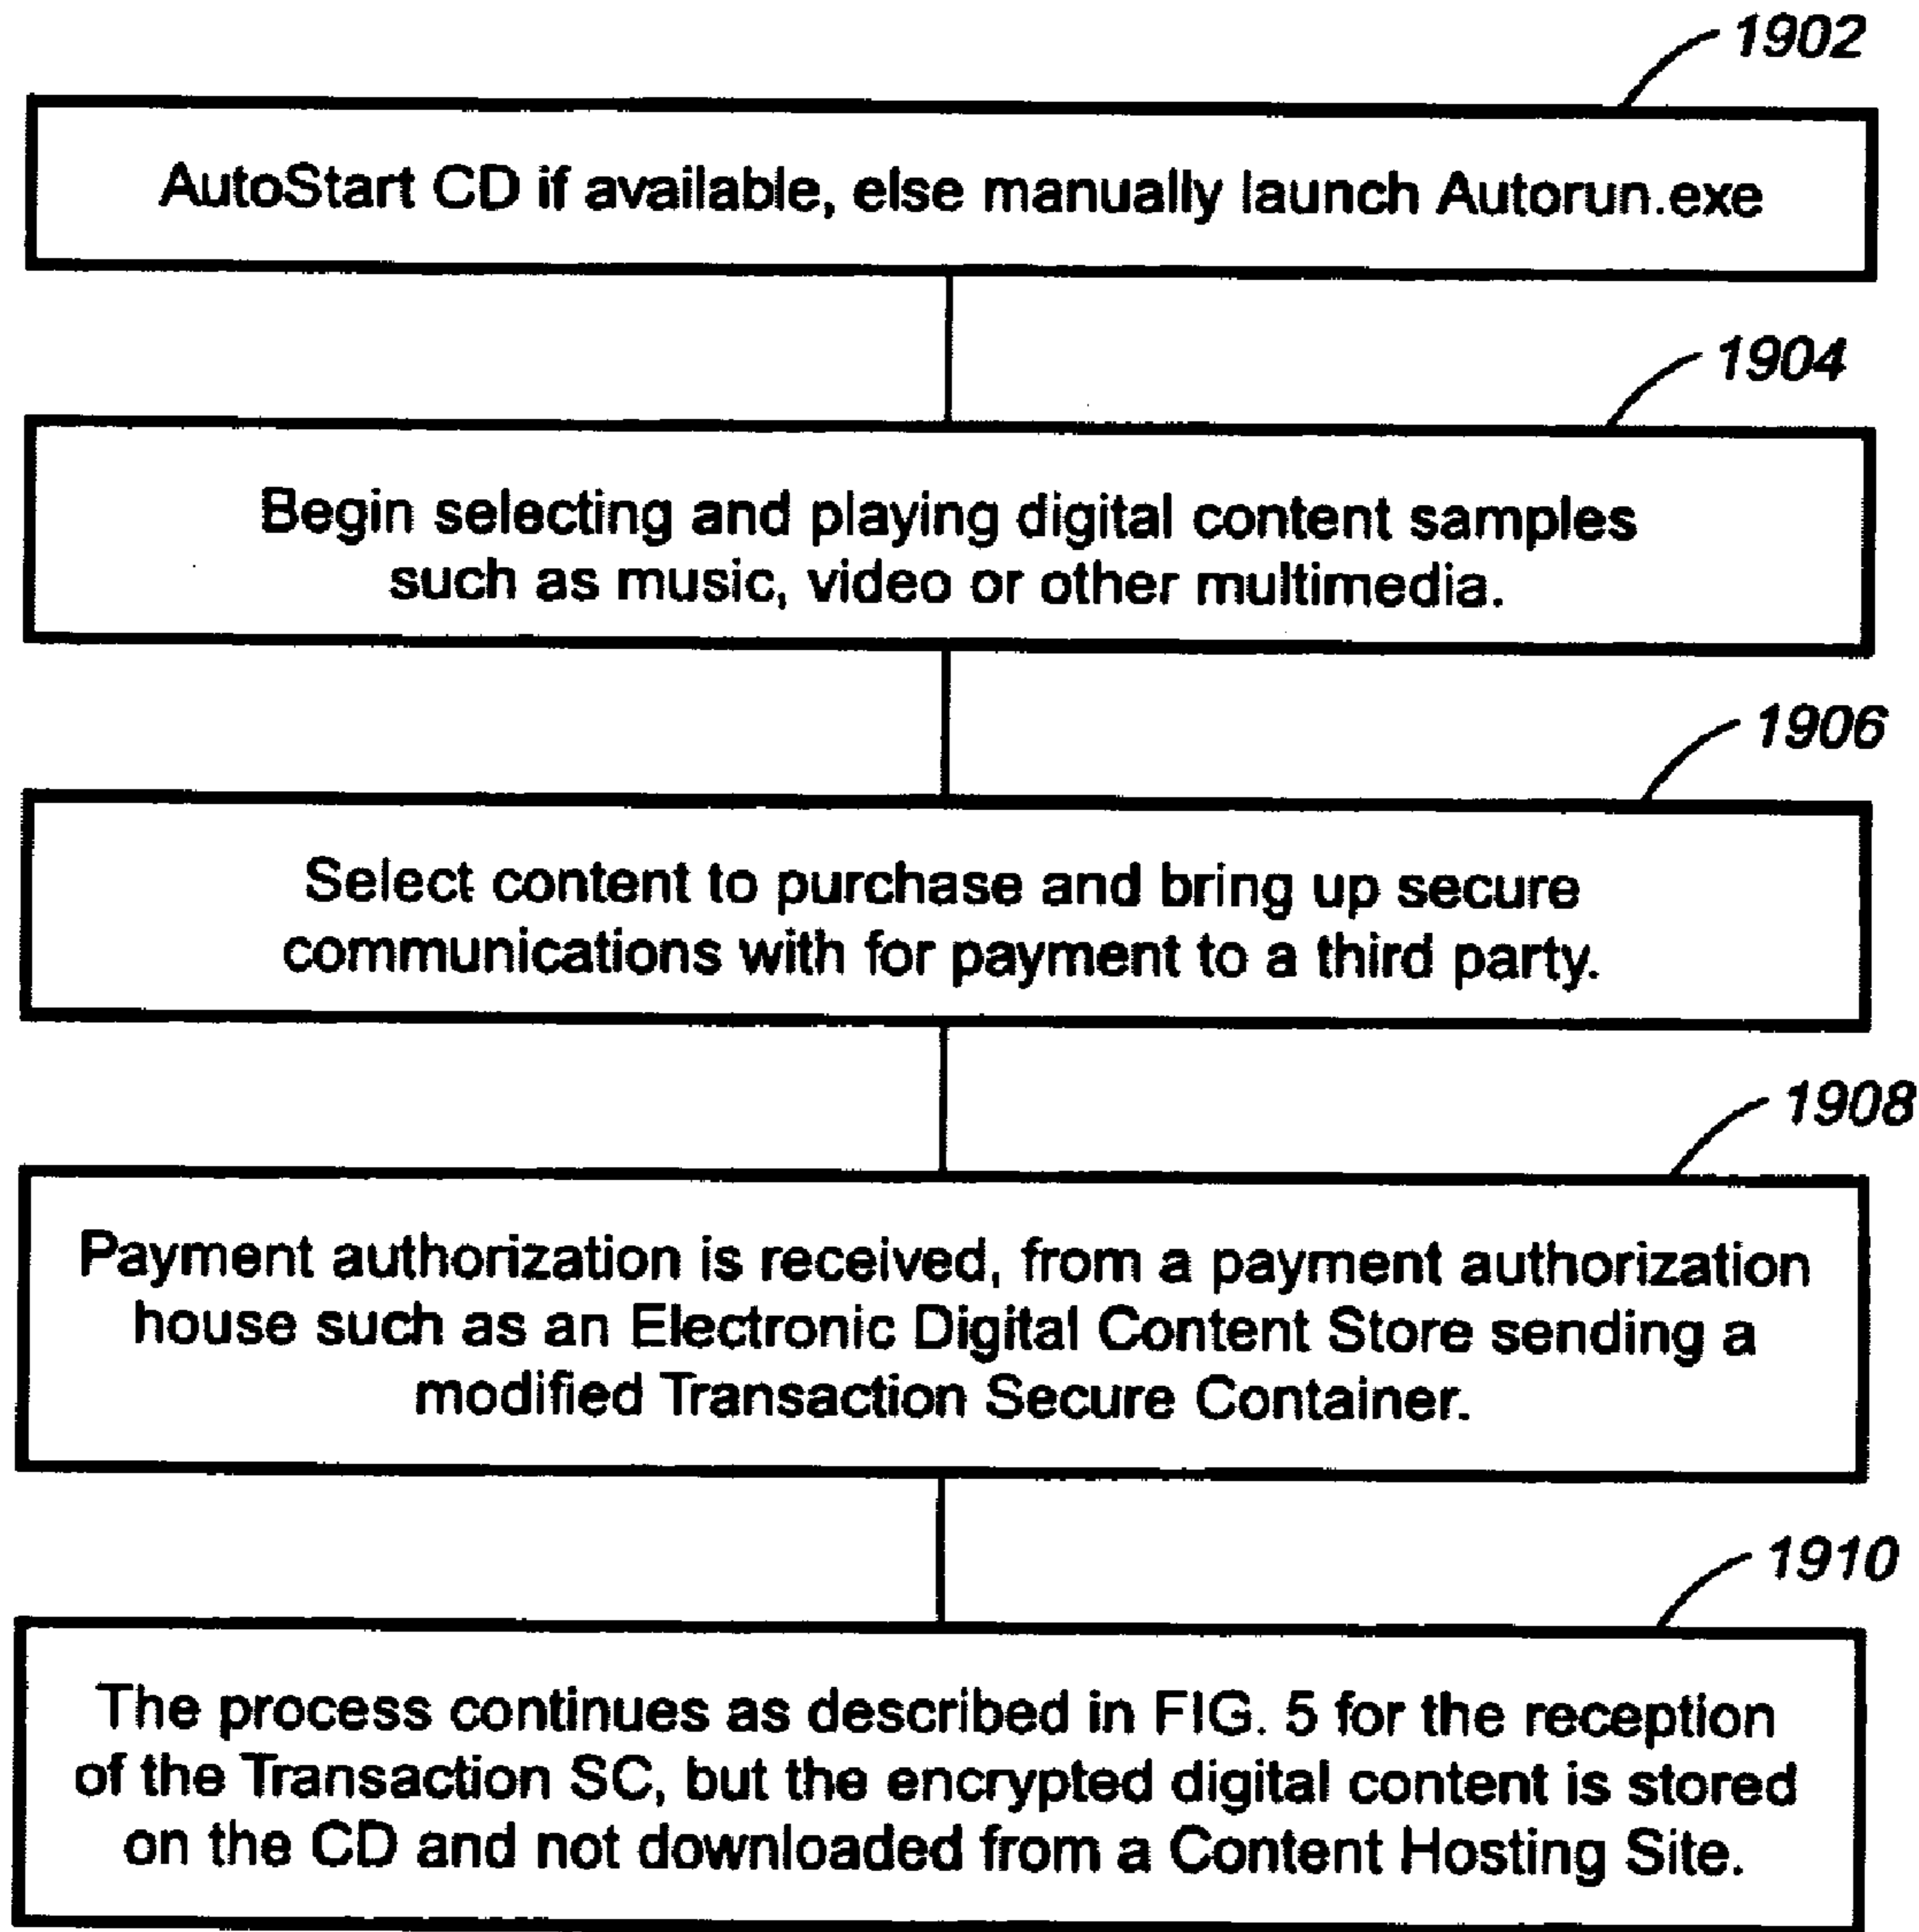 1902
AutoStart CD if available, else manually launch Autorun.exe
1904
Begin selecting and playing digital content samples
such as music, video or other multimedia.
1906
Select content to purchase and bring up secure
communications with for payment to a third party.
1908
Payment authorization is received, from a payment authorization
house such as an Electronic Digital Content Store sending a
modified Transaction Secure Container.
1910
The process continues as described in FIG. 5 for the reception
of the Transaction SC, but the encrypted digital content is stored
on the CD and not downloaded from a Content Hosting Site.